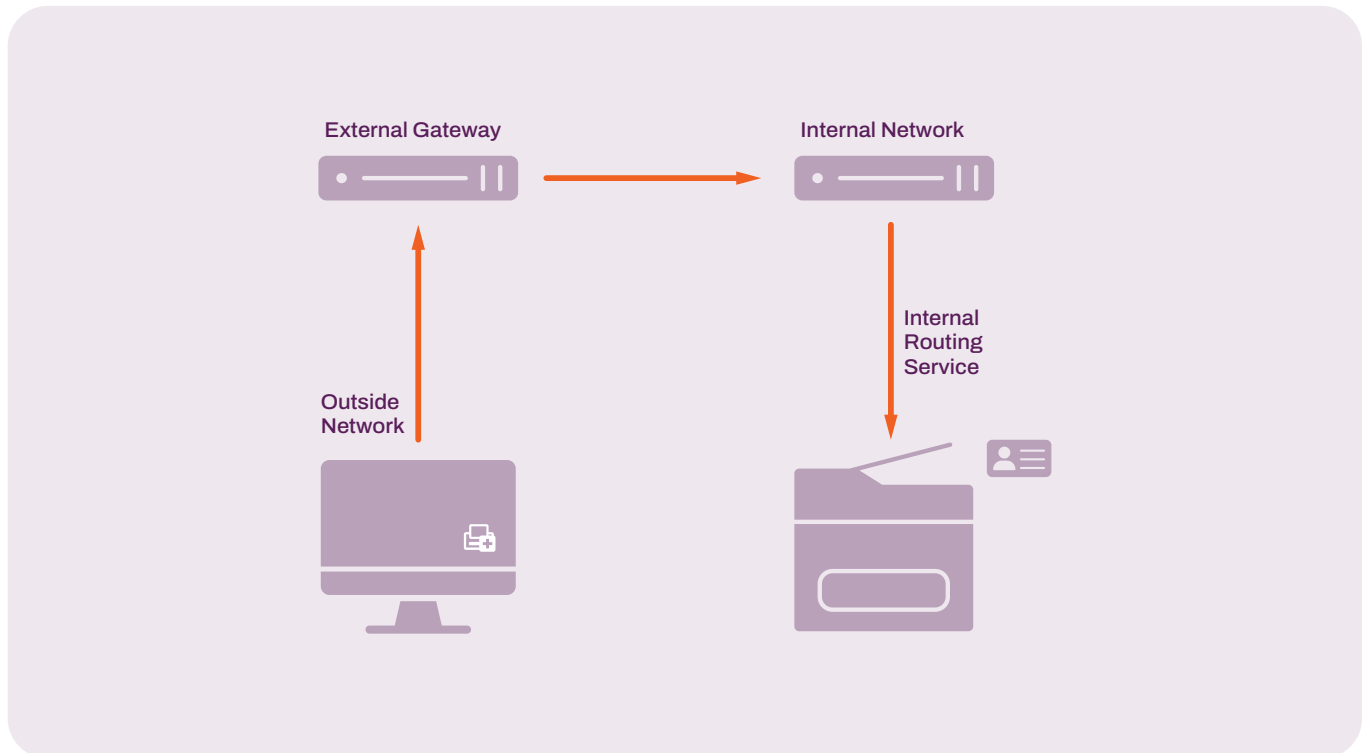 External Gateway
Internal Network
Internal
Routing
Service
Outside
Network